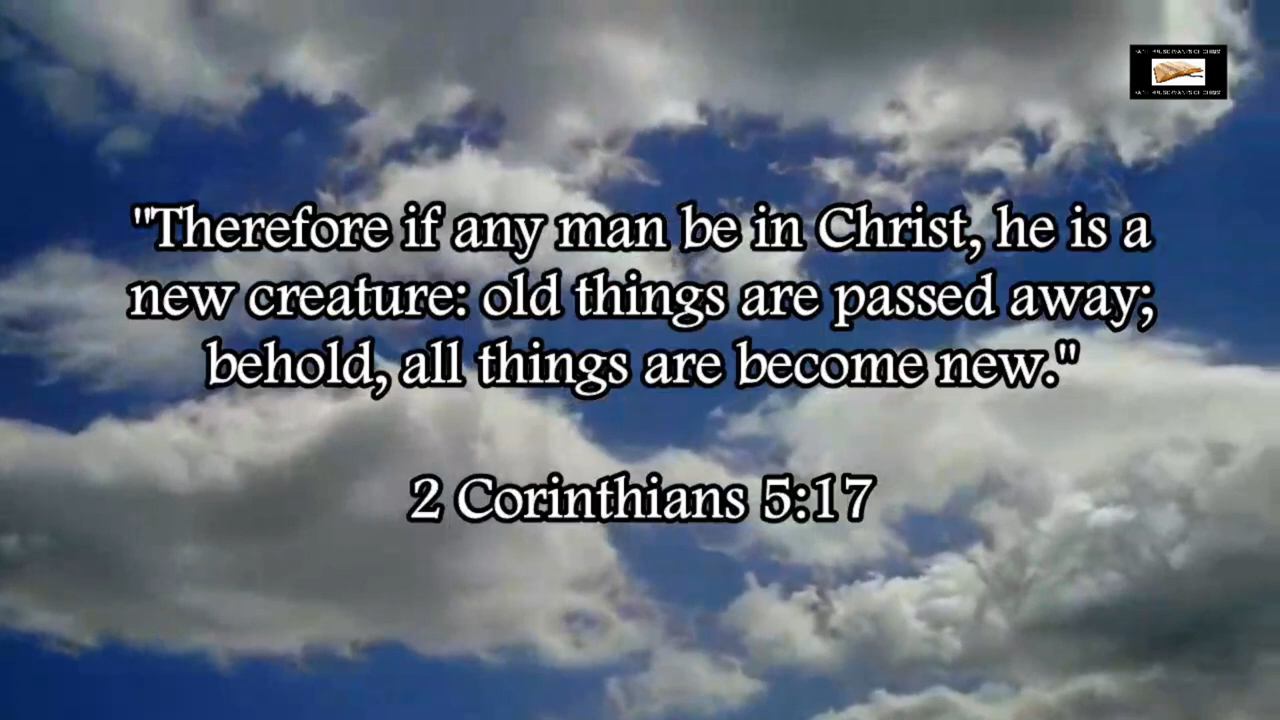 "Therefore if any man be in Christ, he is a
new creature: old things are passed away;
behold, all things are become new."
2 Corinthians 5:17